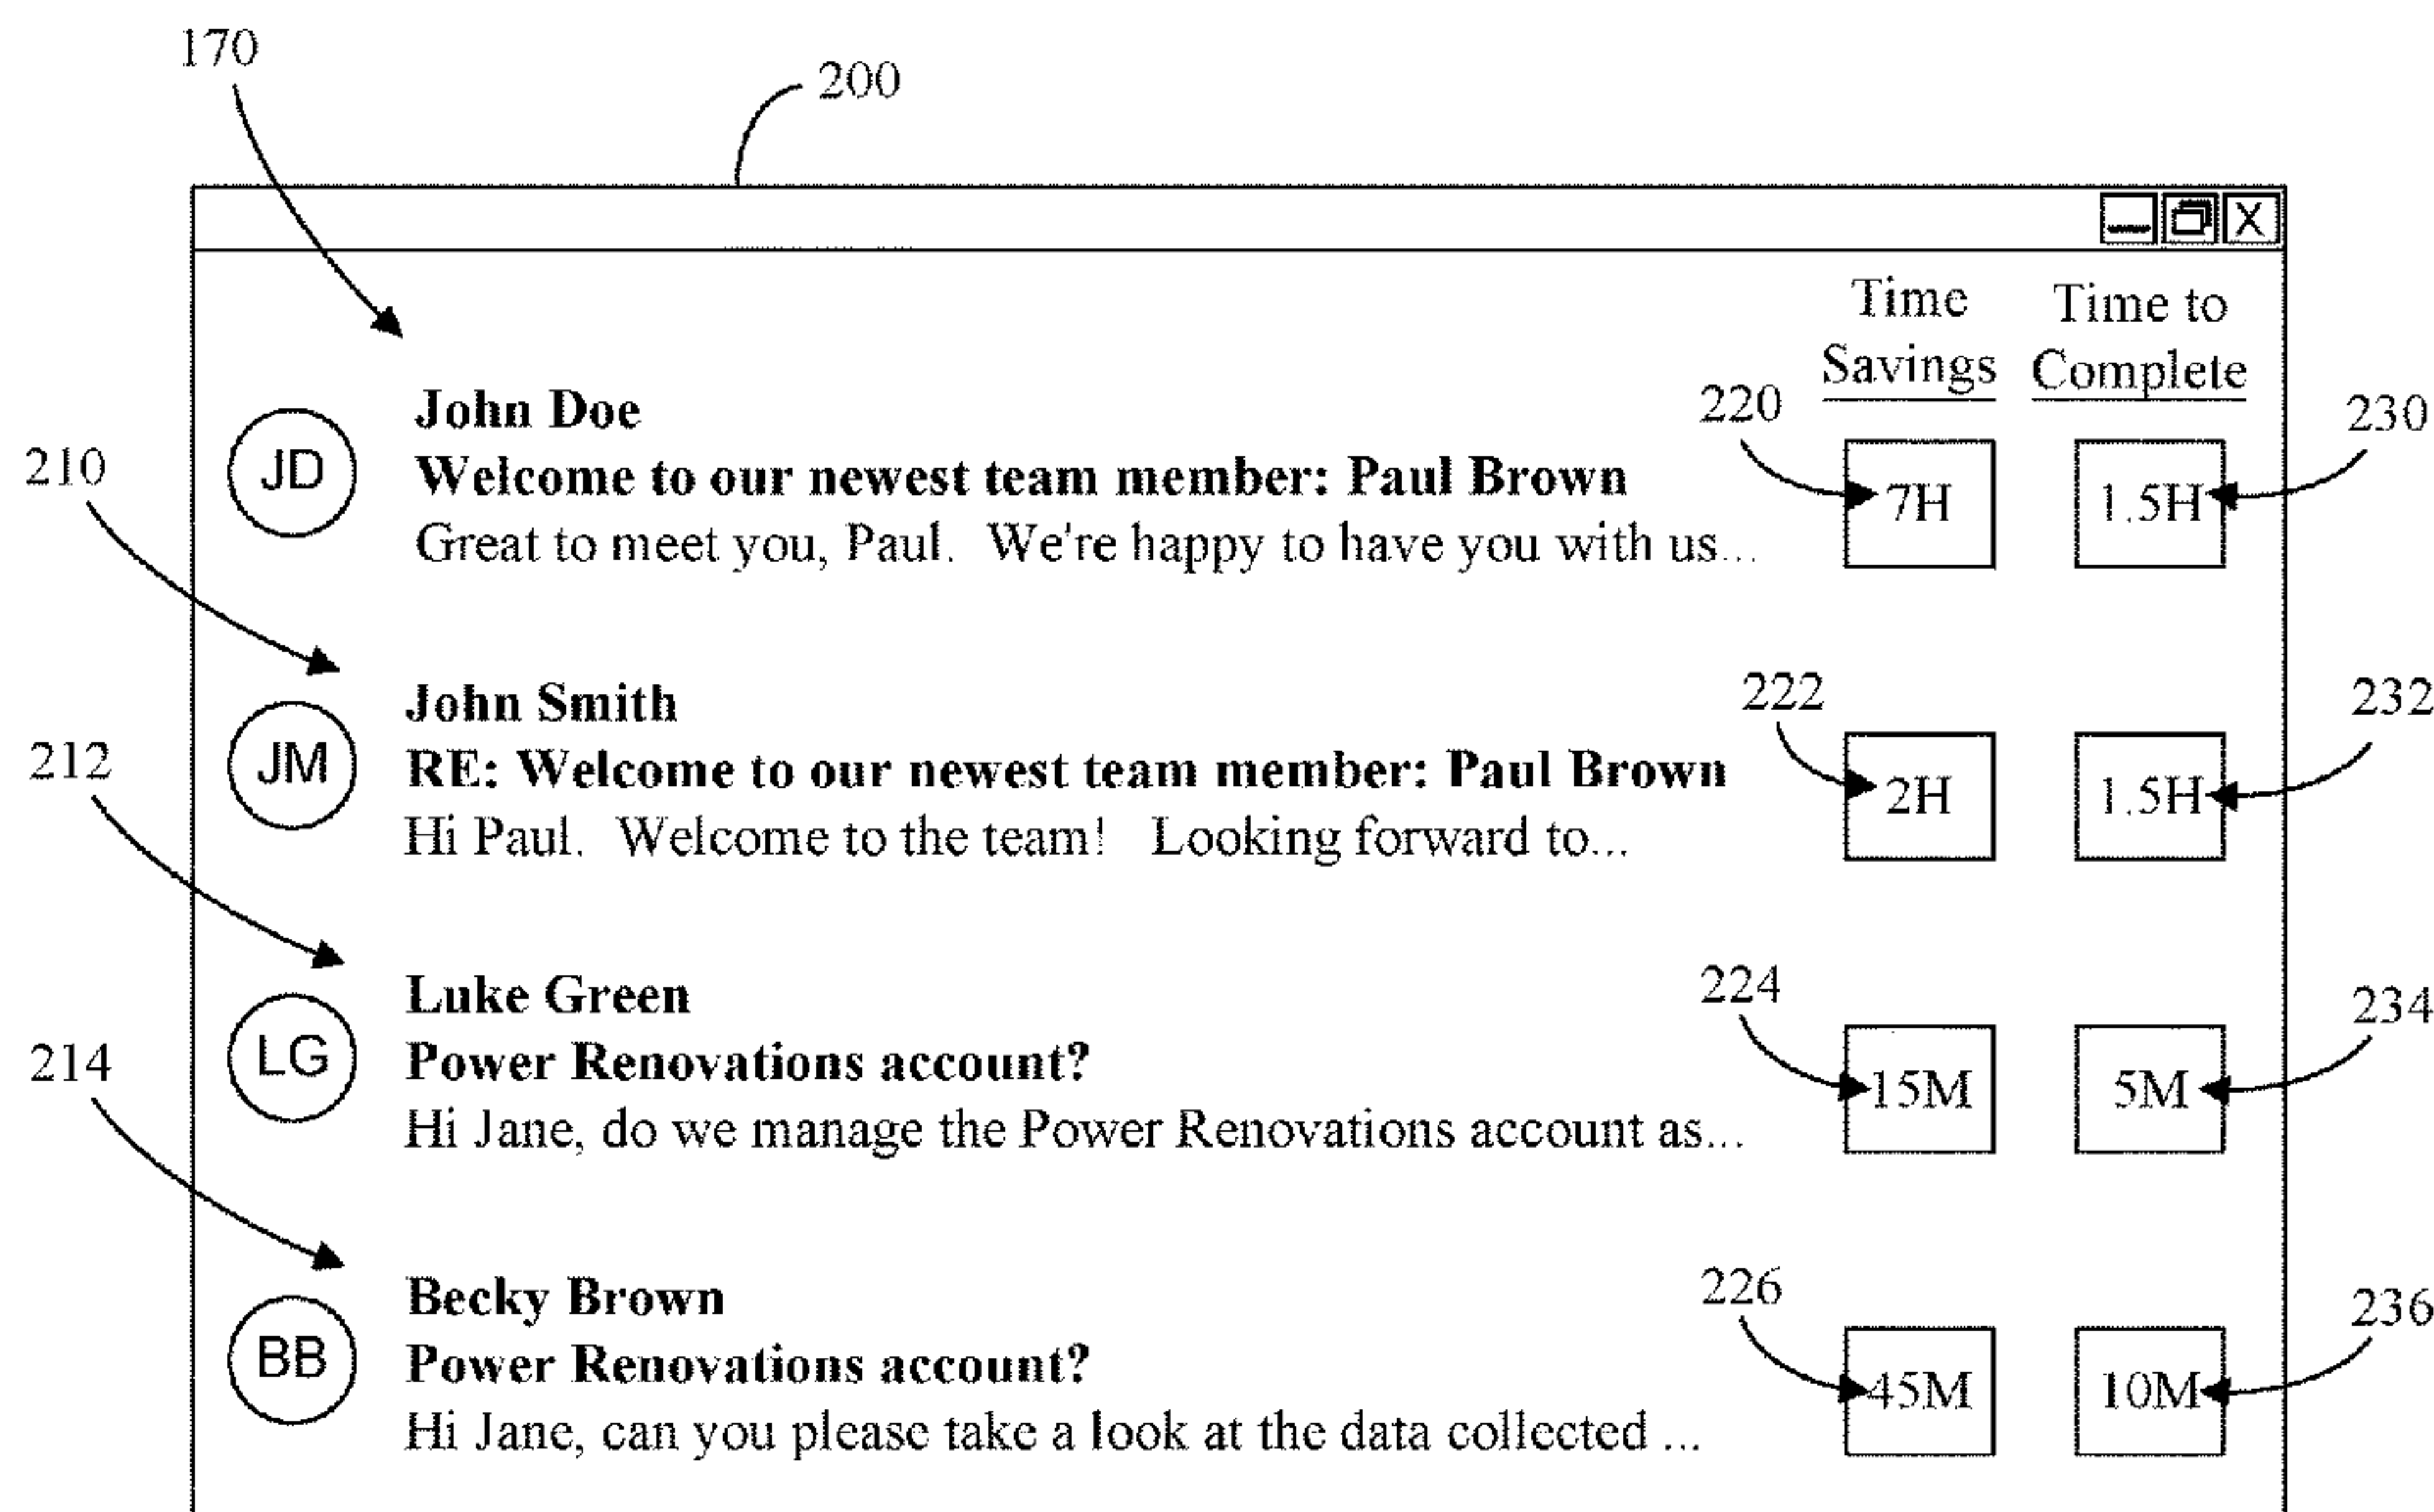 170
200
X
Time Time to
Savings Complete
220
230
John Doe
JD
Welcome to our newest team member: Paul Brown
7H
1.5H
Great to meet you, Paul. We're happy to have you with us...
210
222
232
John Smith
JM
RE: Welcome to our newest team member: Paul Brown
2H
1.5H
Hi Paul. Welcome to the team! Looking forward to...
212
224
234
Luke Green
LG
Power Renovations account?
15M
5M
Hi Jane, do we manage the Power Renovations account as...
214
226
236
Becky Brown
BB
Power Renovations account?
45M
10M
Hi Jane, can you please take a look at the data collected ...